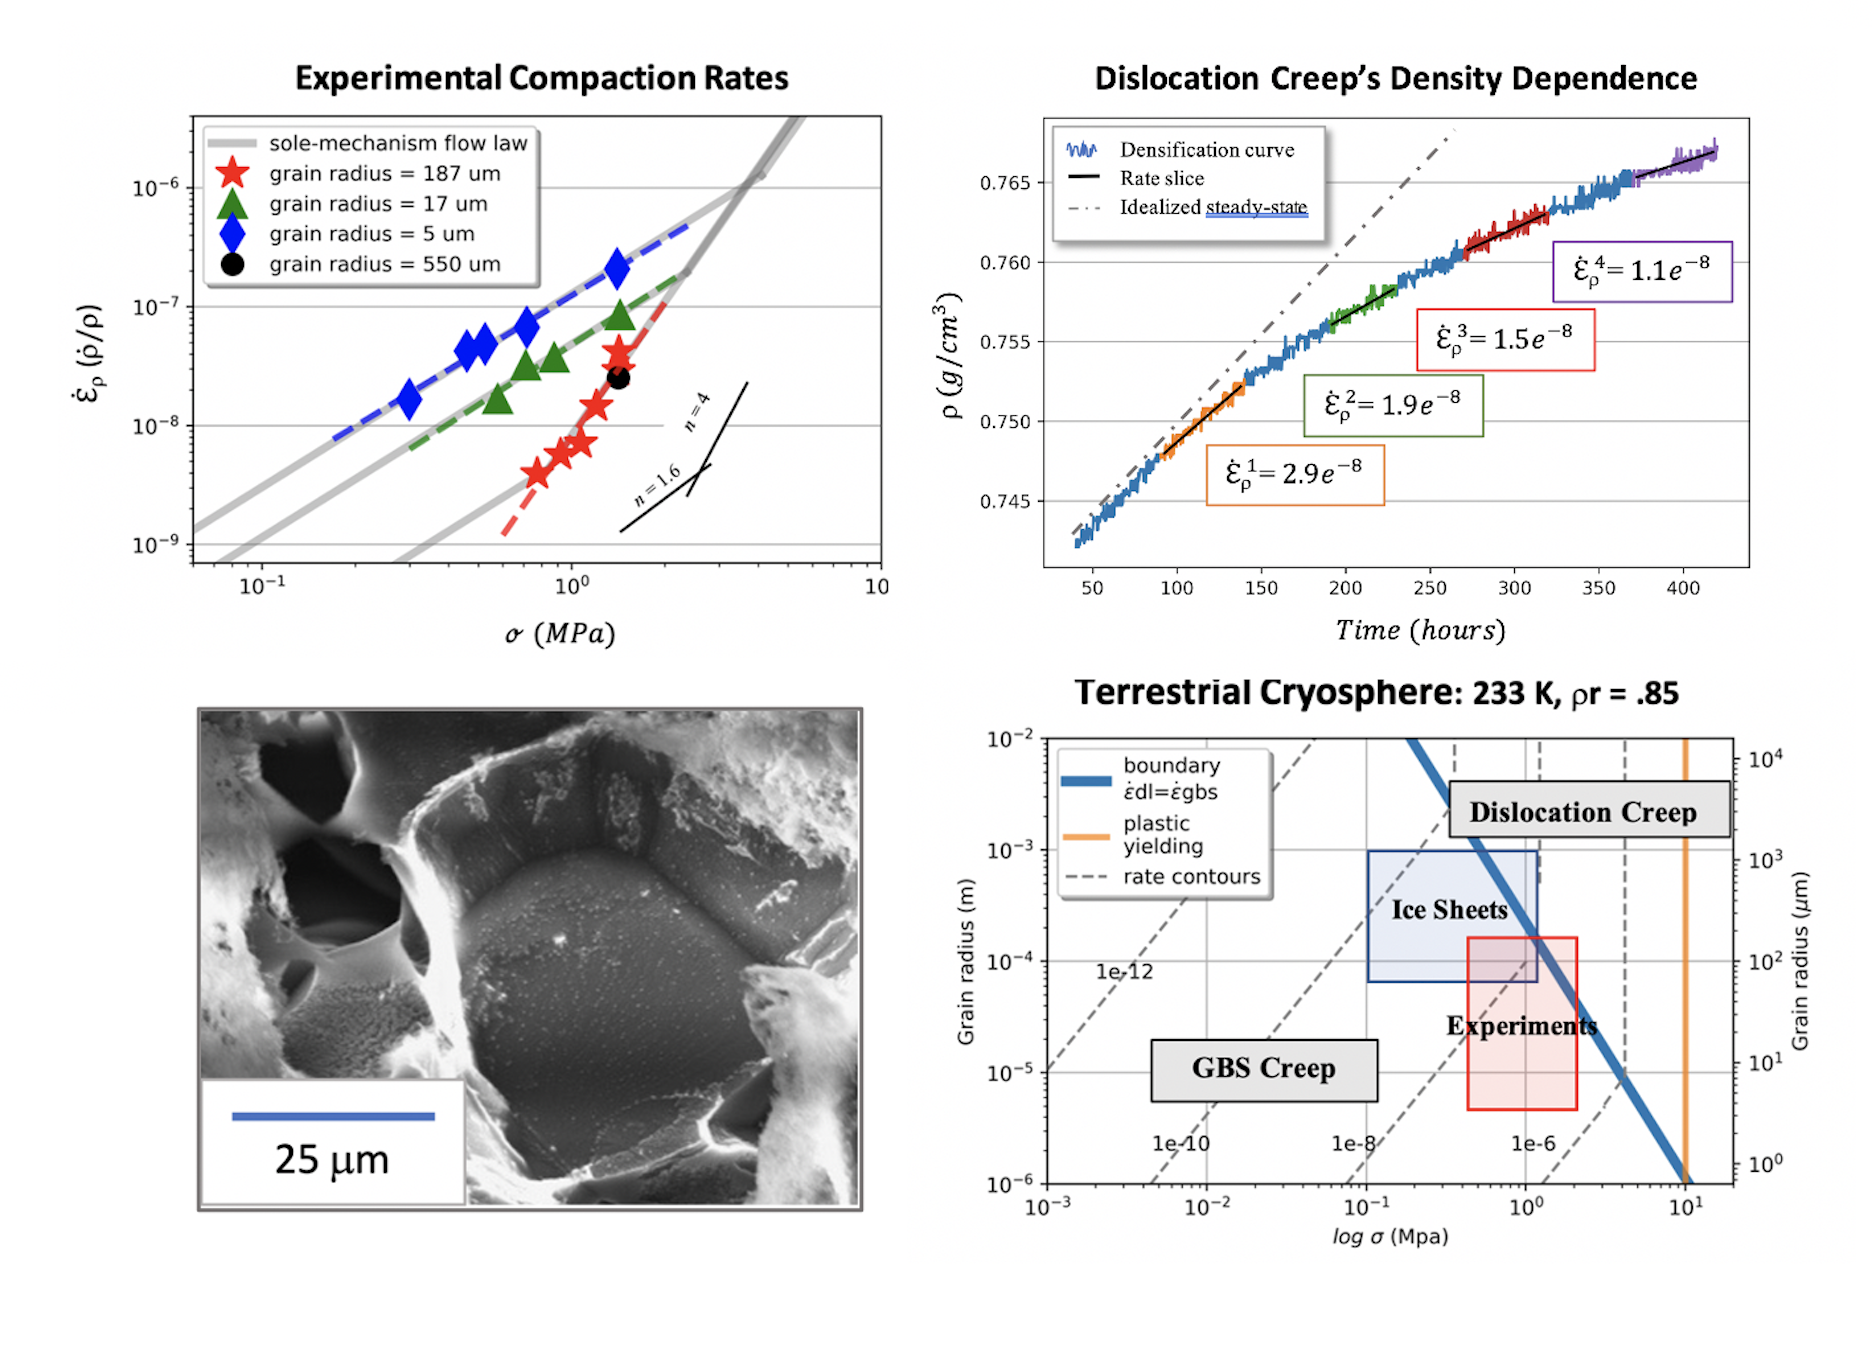 Experimental Compaction Rates
sole-mechanism flow law
grain radius = 187 um
grain radius = 17 um
grain radius = 5 um
grain radius = 550 um
10⁻⁶
10⁻⁷
10⁻⁸
10⁻⁹
ε̇ρ (ρ̇/ρ)
n = 4
n = 1.6
10⁻¹
10⁰
10
σ (MPa)
Dislocation Creep's Density Dependence
Densification curve
Rate slice
Idealized steady-state
0.765
0.760
0.755
0.750
0.745
ρ (g/cm³)
ε̇ρ⁴= 1.1e⁻⁸
ε̇ρ³= 1.5e⁻⁸
ε̇ρ²= 1.9e⁻⁸
ε̇ρ¹= 2.9e⁻⁸
50 100 150 200 250 300 350 400
Time (hours)
25 μm
Terrestrial Cryosphere: 233 K, ρr = .85
boundary
ε̇dl=ε̇gbs
plastic
yielding
rate contours
Dislocation Creep
Ice Sheets
Experiments
GBS Creep
1e-12
1e-10
1e-8
1e-6
10⁻²
10⁻³
10⁻⁴
10⁻⁵
10⁻⁶
Grain radius (m)
10⁴
10³
10²
10¹
10⁰
Grain radius (μm)
10⁻³ 10⁻² 10⁻¹ 10⁰ 10¹
log σ (Mpa)